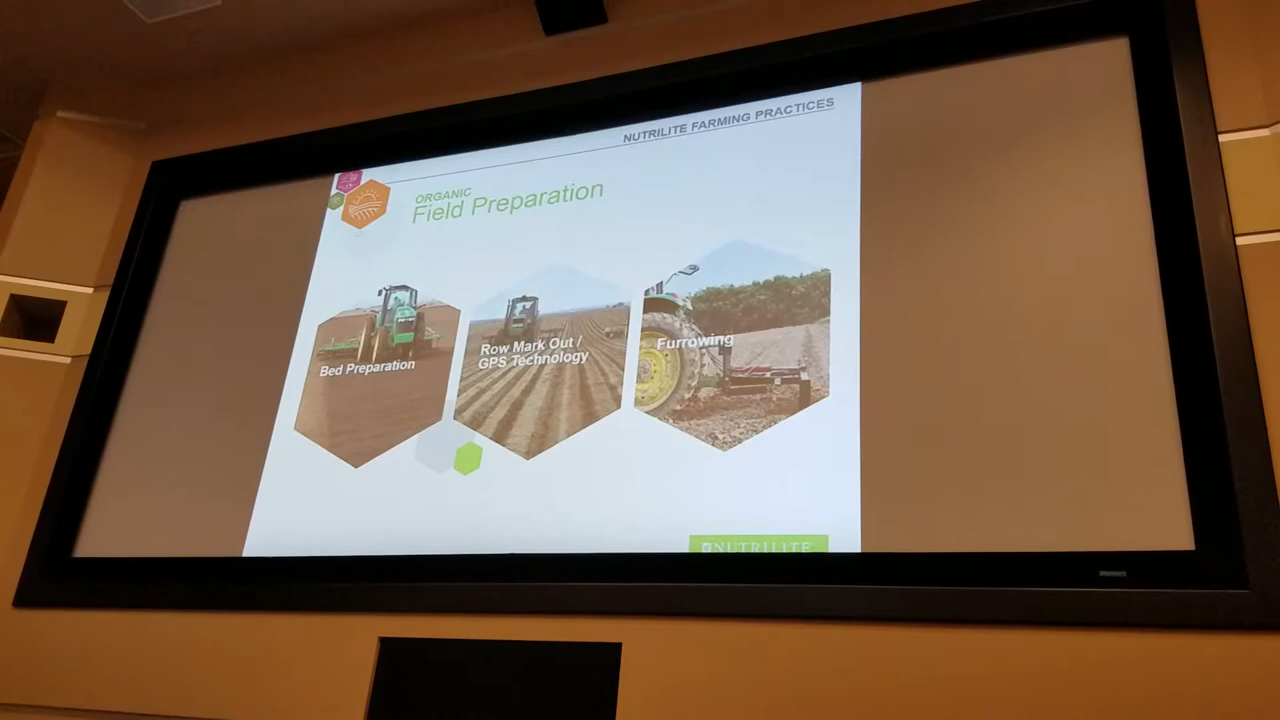 NUTRILITE FARMING PRACTICES
ORGANIC
Field Preparation
Bed Preparation
Row Mark Out /
GPS Technology
Furrowing
NUTRILITE